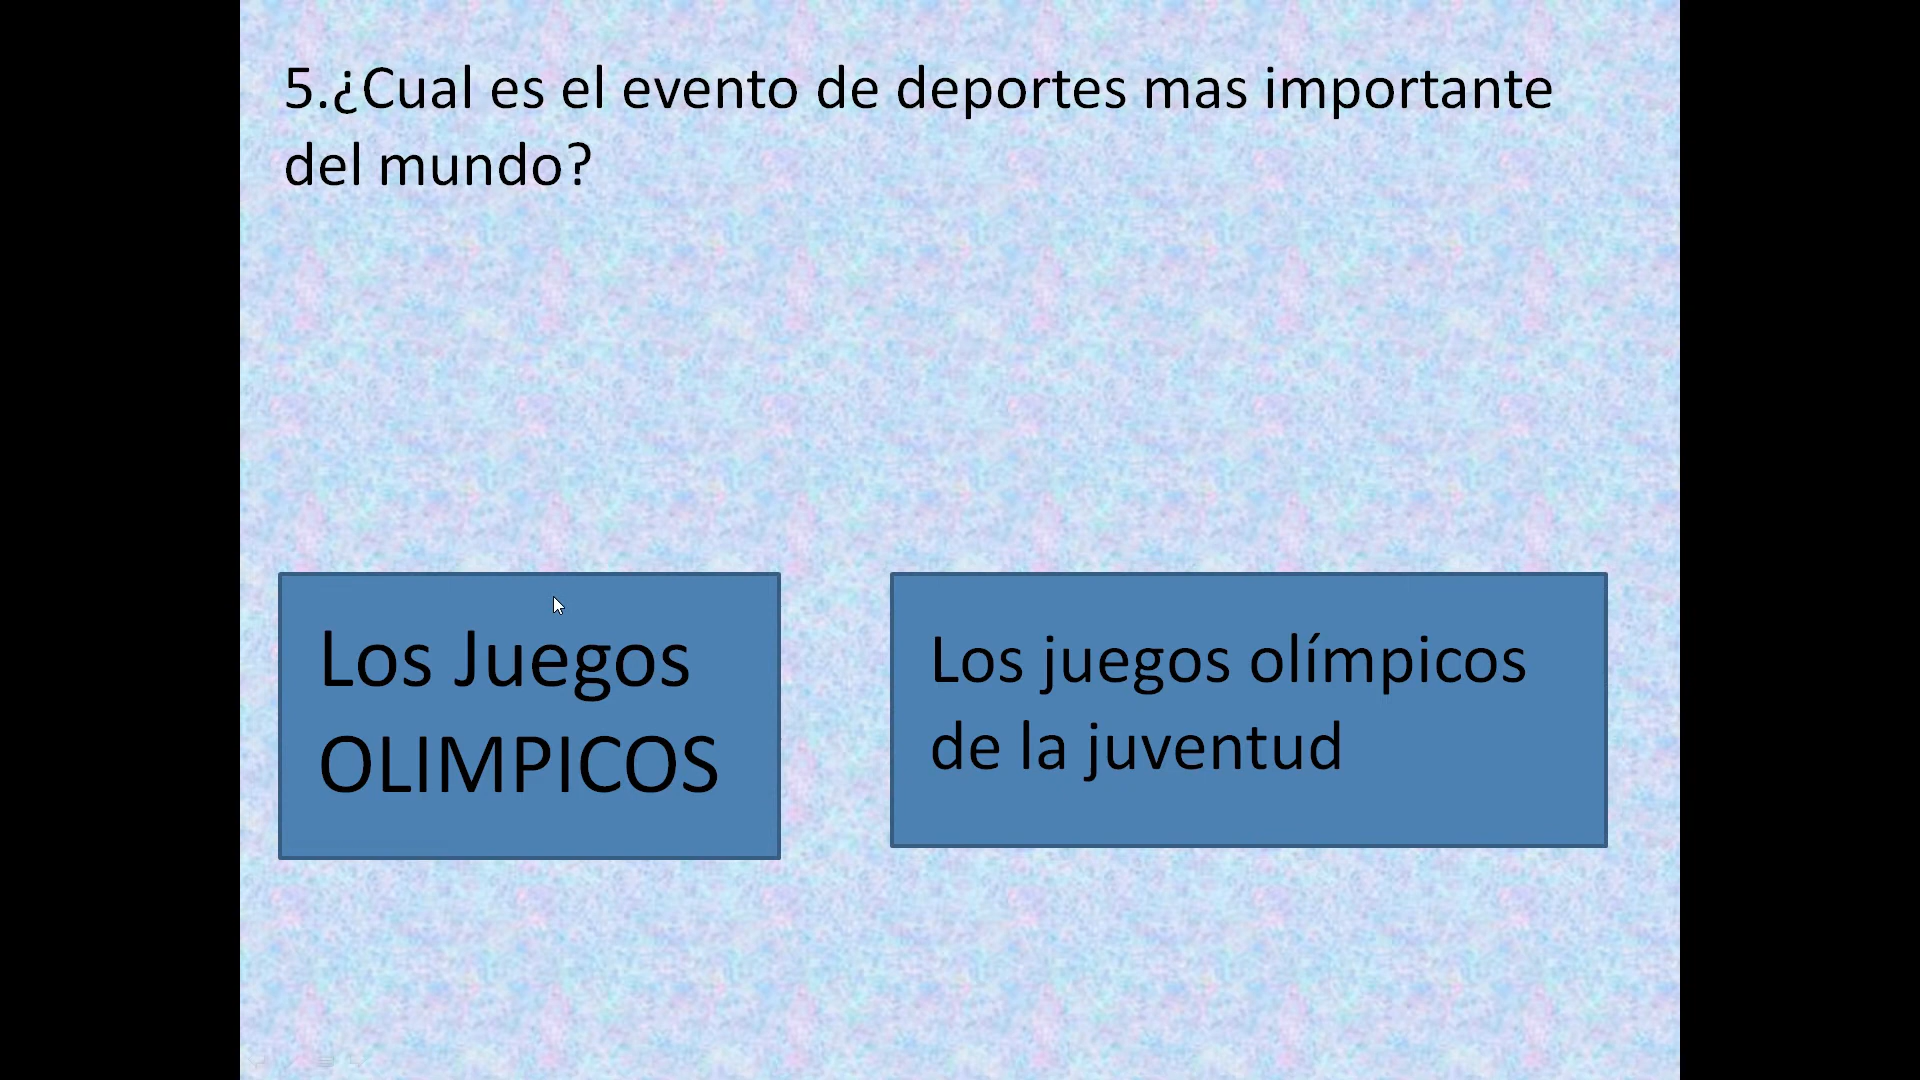 5.¿Cual es el evento de deportes mas importante
del mundo?
Los Juegos
OLIMPICOS
Los juegos olímpicos
de la juventud